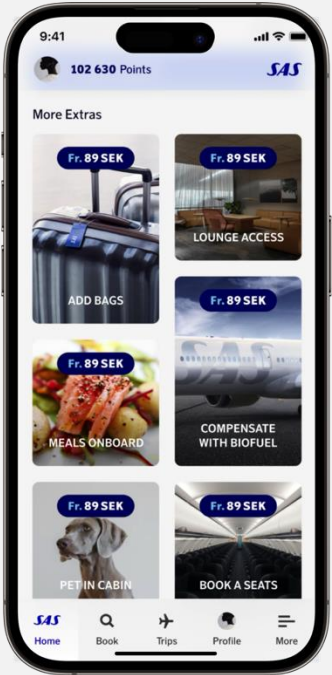 9:41
102 630 Points
SAS
More Extras
Fr. 89 SEK
ADD BAGS
Fr. 89 SEK
LOUNGE ACCESS
Fr. 89 SEK
SAS
COMPENSATE
WITH BIOFUEL
Fr. 89 SEK
MEALS ONBOARD
Fr. 89 SEK
PET IN CABIN
Fr. 89 SEK
BOOK A SEATS
SAS
Home
Book
Trips
Profile
More